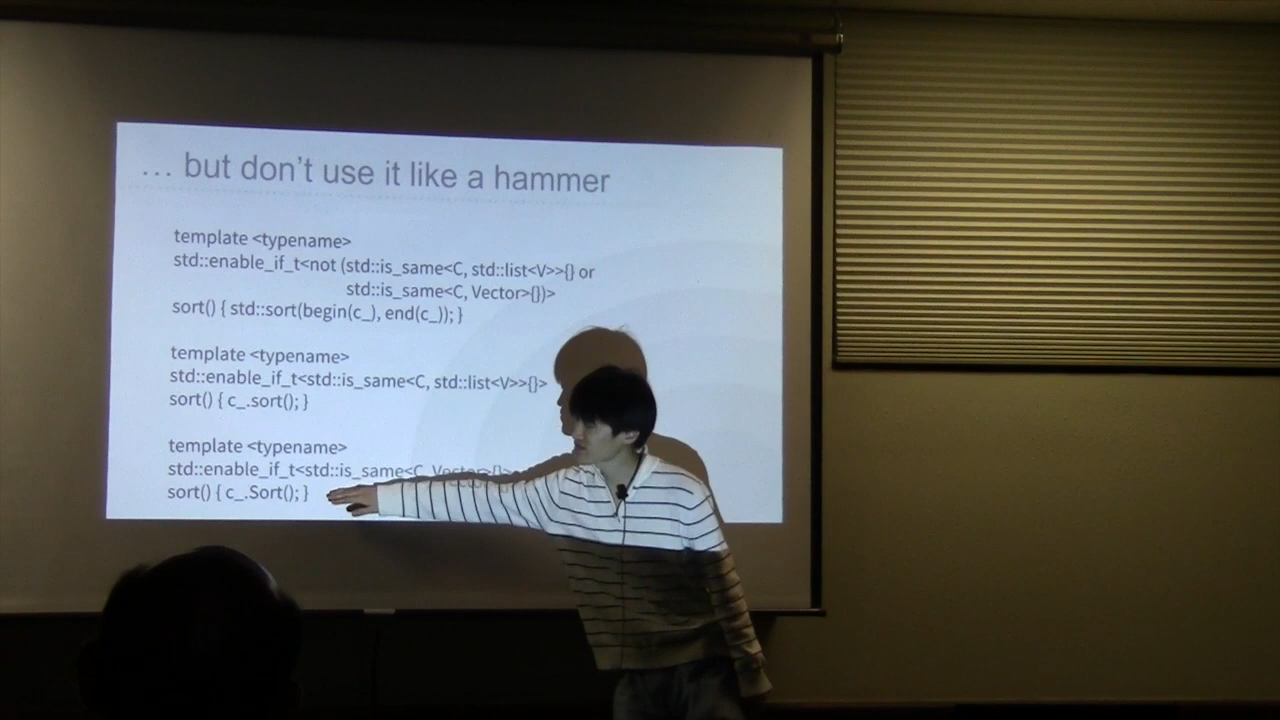 … but don't use it like a hammer
template <typename>
std::enable_if_t<not (std::is_same<C, std::list<V>>{} or
std::is_same<C, Vector>{})>
sort() { std::sort(begin(c_), end(c_)); }
template <typename>
std::enable_if_t<std::is_same<C, std::list<V>>{}>
sort() { c_.sort(); }
template <typename>
std::enable_if_t<std::is_same<C, Vector>{}>
sort() { c_.Sort(); }